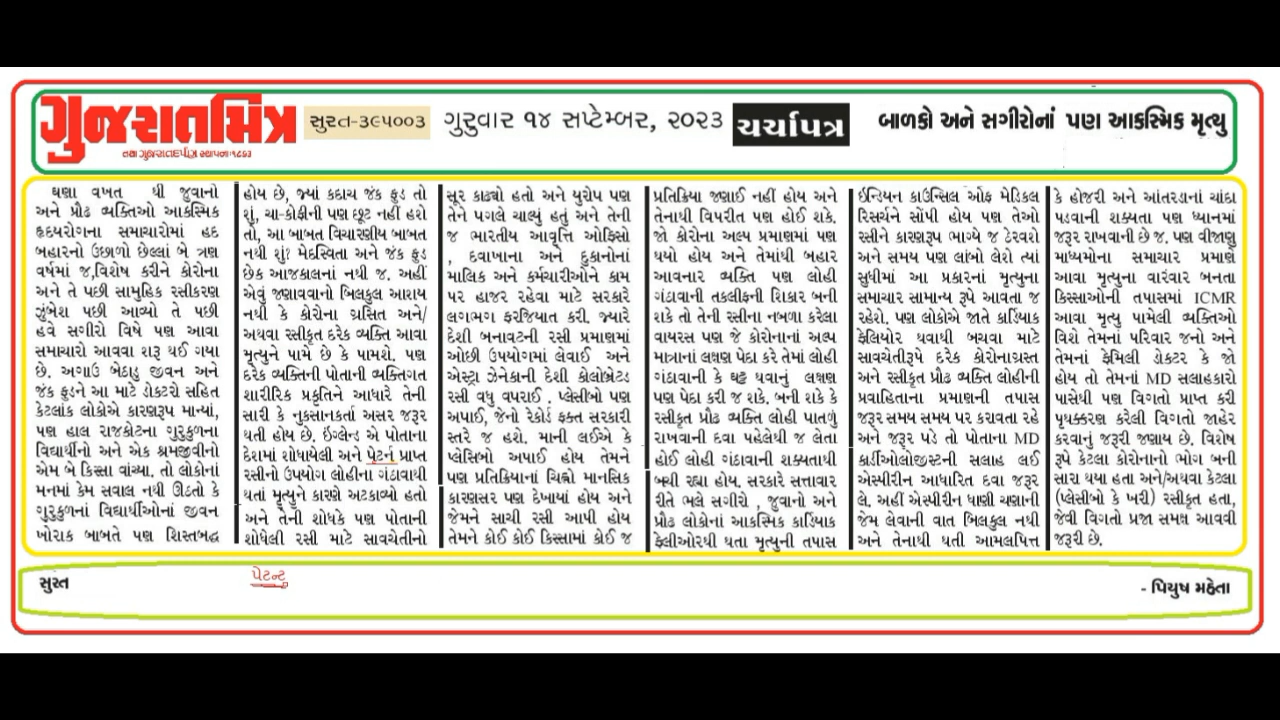 ગુજરાતમિત્ર
તથા ગુજરાતદર્પણ સ્થાપના ૧૮૬૩
સુરત-૩૯૫૦૦૩
ગુરુવાર ૧૪ સપ્ટેમ્બર, ૨૦૨૩
ચર્ચાપત્ર
બાળકો અને સગીરોનાં પણ આકસ્મિક મૃત્યુ
ઘણા વખત થી જુવાનો
અને પ્રૌઢ વ્યક્તિઓ આકસ્મિક
હૃદયરોગના સમાચારોમાં હદ
બહારનો ઉછાળો છેલ્લાં બે ત્રણ
વર્ષમાં જ,વિશેષ કરીને કોરોના
અને તે પછી સામુહિક રસીકરણ
ઝુંબેશ પછી આવ્યો તે પછી
હવે સગીરો વિષે પણ આવા
સમાચારો આવવા શરૂ થઈ ગયા
છે. અગાઉ બેઠાડુ જીવન અને
જંક ફુડને આ માટે ડોક્ટરો સહિત
કેટલાંક લોકોએ કારણરૂપ માન્યાં,
પણ હાલ રાજકોટના ગુરુકુળના
વિદ્યાર્થીનો અને એક શ્રમજીવીનો
એમ બે કિસ્સા વાંચ્યા. તો લોકોનાં
મનમાં કેમ સવાલ નથી ઊઠતો કે
ગુરુકુળનાં વિદ્યાર્થીઓનાં જીવન
ખોરાક બાબતે પણ શિસ્તબદ્ધ
હોય છે, જ્યાં કદાચ જંક ફુડ તો
શું, ચા-કોફીની પણ છૂટ નહીં હશે
તો, આ બાબત વિચારણીય બાબત
નથી શું? મેદસ્વિતા અને જંક ફુડ
છેક આજકાલનાં નથી જ. અહીં
એવું જણાવવાનો બિલકુલ આશય
નથી કે કોરોના ગ્રસિત અને/
અથવા રસીકૃત દરેક વ્યક્તિ આવા
મૃત્યુને પામે છે કે પામશે. પણ
દરેક વ્યક્તિની પોતાની વ્યક્તિગત
શારીરિક પ્રકૃતિને આધારે તેની
સારી કે નુકસાનકર્તા અસર જરૂર
થતી હોય છે. ઇંગ્લેન્ડ એ પોતાના
દેશમાં શોધાયેલી અને પેટર્ન પ્રાપ્ત
રસીનો ઉપયોગ લોહીના ગંઠાવાથી
થતાં મૃત્યુને કારણે અટકાવ્યો હતો
અને તેની શોધકે પણ પોતાની
શોધેલી રસી માટે સાવચેતીનો
સૂર કાઢ્યો હતો અને યુરોપ પણ
તેને પગલે ચાલ્યું હતું અને તેની
જ ભારતીય આવૃત્તિ ઓફિસો
, દવાખાના અને દુકાનોનાં
માલિક અને કર્મચારીઓને કામ
પર હાજર રહેવા માટે સરકારે
લગભગ ફરજિયાત કરી. જ્યારે
દેશી બનાવટની રસી પ્રમાણમાં
ઓછી ઉપયોગમાં લેવાઈ અને
એસ્ટ્રા ઝેનેકાની દેશી કોલોબ્રેટડ
રસી વધુ વપરાઈ . પ્લેસીબો પણ
અપાઈ, જેનો રેકોર્ડ ફક્ત સરકારી
સ્તરે જ હશે. માની લઈએ કે
પ્લેસિબો અપાઈ હોય તેમને
પણ પ્રતિક્રિયાનાં ચિહ્નો માનસિક
કારણસર પણ દેખાયાં હોય અને
જેમને સાચી રસી આપી હોય
તેમને કોઈ કોઈ કિસ્સામાં કોઈ જ
પ્રતિક્રિયા જણાઈ નહીં હોય અને
તેનાથી વિપરીત પણ હોઈ શકે.
જો કોરોના અલ્પ પ્રમાણમાં પણ
થયો હોય અને તેમાંથી બહાર
આવનાર વ્યક્તિ પણ લોહી
ગંઠાવાની તકલીફની શિકાર બની
શકે તો તેની રસીના નબળા કરેલા
વાયરસ પણ જે કોરોનાનાં અલ્પ
માત્રાનાં લક્ષણ પેદા કરે તેમાં લોહી
ગંઠાવાની કે ઘટ્ટ થવાનું લક્ષણ
પણ પેદા કરી જ શકે. બની શકે કે
રસીકૃત પ્રૌઢ વ્યક્તિ લોહી પાતળું
રાખવાની દવા પહેલેથી જ લેતા
હોઈ લોહી ગંઠાવાની શક્યતાથી
બચી રહ્યા હોય. સરકારે સત્તાવાર
રીતે ભલે સગીરો , જુવાનો અને
પ્રૌઢ લોકોનાં આકસ્મિક કાર્ડિયાક
ફેલીઓરથી થતા મૃત્યુની તપાસ
ઇન્ડિયન કાઉન્સિલ ઓફ મેડિકલ
રિસર્ચને સોંપી હોય પણ તેઓ
રસીને કારણરૂપ ભાગ્યે જ ટેરવશે
અને સમય પણ લાંબો લેશે ત્યાં
સુધીમાં આ પ્રકારનાં મૃત્યુના
સમાચાર સામાન્ય રૂપે આવતા જ
રહેશે. પણ લોકોએ જાતે કાર્ડિયાક
ફેલિયોર થવાથી બચવા માટે
સાવચેતીરૂપે દરેક કોરોનાગ્રસ્ત
અને રસીકૃત પ્રૌઢ વ્યક્તિ લોહીની
પ્રવાહિતાના પ્રમાણની તપાસ
જરૂર સમય સમય પર કરાવતા રહે
અને જરૂર પડે તો પોતાના MD
કાર્ડીઓલોજીસ્ટની સલાહ લઈ
એસ્પીરીન આધારિત દવા જરૂર
લે. અહીં એસ્પીરીન ધાણી ચણાની
જેમ લેવાની વાત બિલકુલ નથી
અને તેનાથી થતી આમલપિત્ત
કે હોજરી અને આંતરડાનાં ચાંદા
પડવાની શક્યતા પણ ધ્યાનમાં
જરૂર રાખવાની છે જ. પણ વીજાણુ
માધ્યમોના સમાચાર પ્રમાણે
આવા મૃત્યુના વારંવાર બનતા
કિસ્સાઓની તપાસમાં ICMR
આવા મૃત્યુ પામેલી વ્યક્તિઓ
વિશે તેમનાં પરિવાર જનો અને
તેમનાં ફેમિલી ડોક્ટર કે જો
હોય તો તેમનાં MD સલાહકારો
પાસેથી પણ વિગતો પ્રાપ્ત કરી
પૃથક્કરણ કરેલી વિગતો જાહેર
કરવાનું જરૂરી જણાય છે. વિશેષ
રૂપે કેટલા કોરોનાનો ભોગ બની
સારા થયા હતા અને/અથવા કેટલા
(પ્લેસીબો કે ખરી) રસીકૃત હતા,
જેવી વિગતો પ્રજા સમક્ષ આવવી
જરૂરી છે.
સુરત
પેટન્ટ
- પિયુષ મહેતા